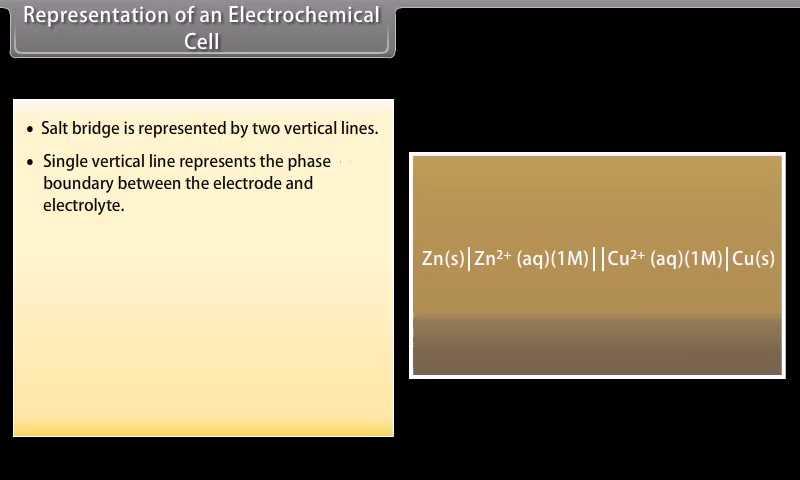 Representation of an Electrochemical
Cell
• Salt bridge is represented by two vertical lines.
• Single vertical line represents the phase
boundary between the electrode and
electrolyte.
Zn(s)|Zn²⁺ (aq)(1M)||Cu²⁺ (aq)(1M)|Cu(s)